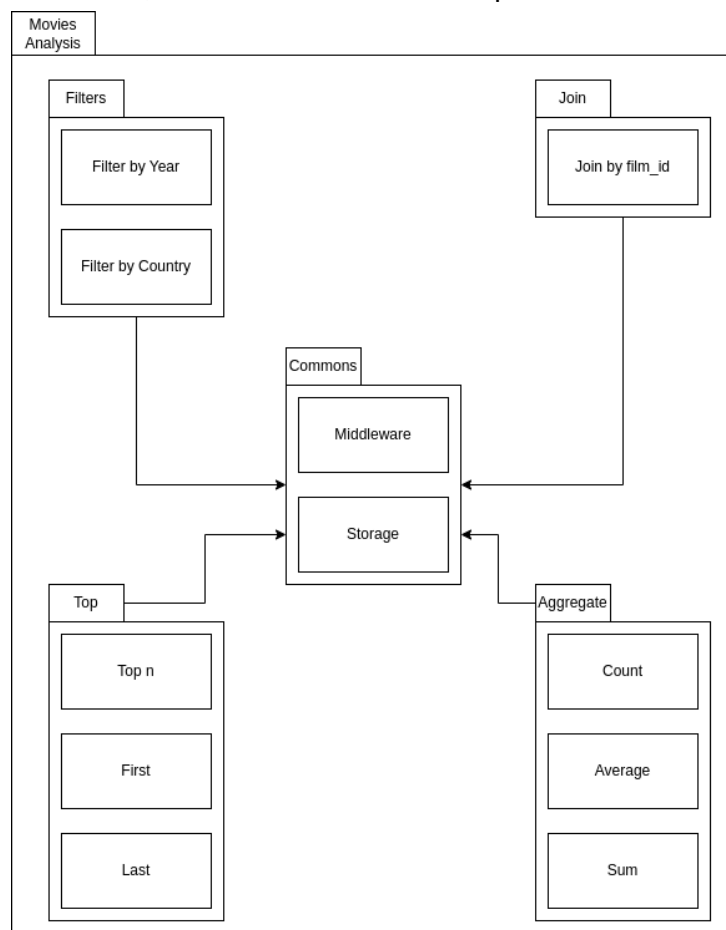 Movies
Analysis
Filters
Join
Filter by Year
Join by film_id
Filter by Country
Commons
Middleware
Storage
Top
Aggregate
Top n
Count
First
Average
Last
Sum